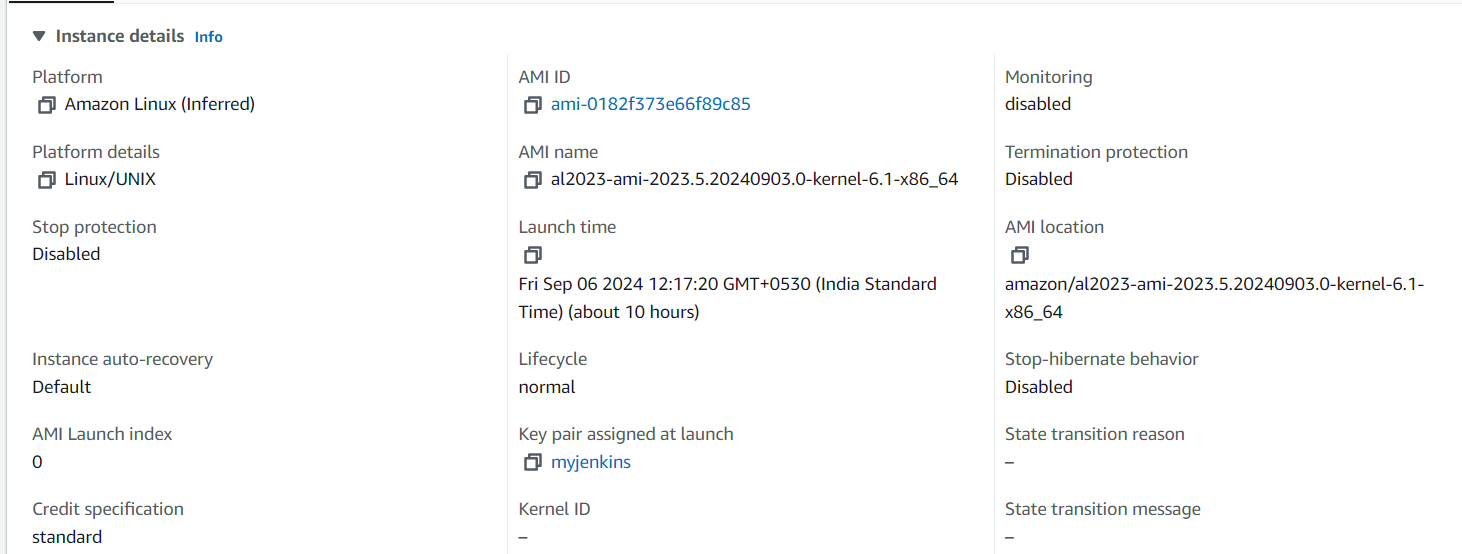 Instance details Info
Platform
Amazon Linux (Inferred)
AMI ID
ami-0182f373e66f89c85
Monitoring
disabled
Platform details
Linux/UNIX
AMI name
al2023-ami-2023.5.20240903.0-kernel-6.1-x86_64
Termination protection
Disabled
Stop protection
Disabled
Launch time
Fri Sep 06 2024 12:17:20 GMT+0530 (India Standard
Time) (about 10 hours)
AMI location
amazon/al2023-ami-2023.5.20240903.0-kernel-6.1-
x86_64
Instance auto-recovery
Default
Lifecycle
normal
Stop-hibernate behavior
Disabled
AMI Launch index
0
Key pair assigned at launch
myjenkins
State transition reason
–
Credit specification
standard
Kernel ID
–
State transition message
–